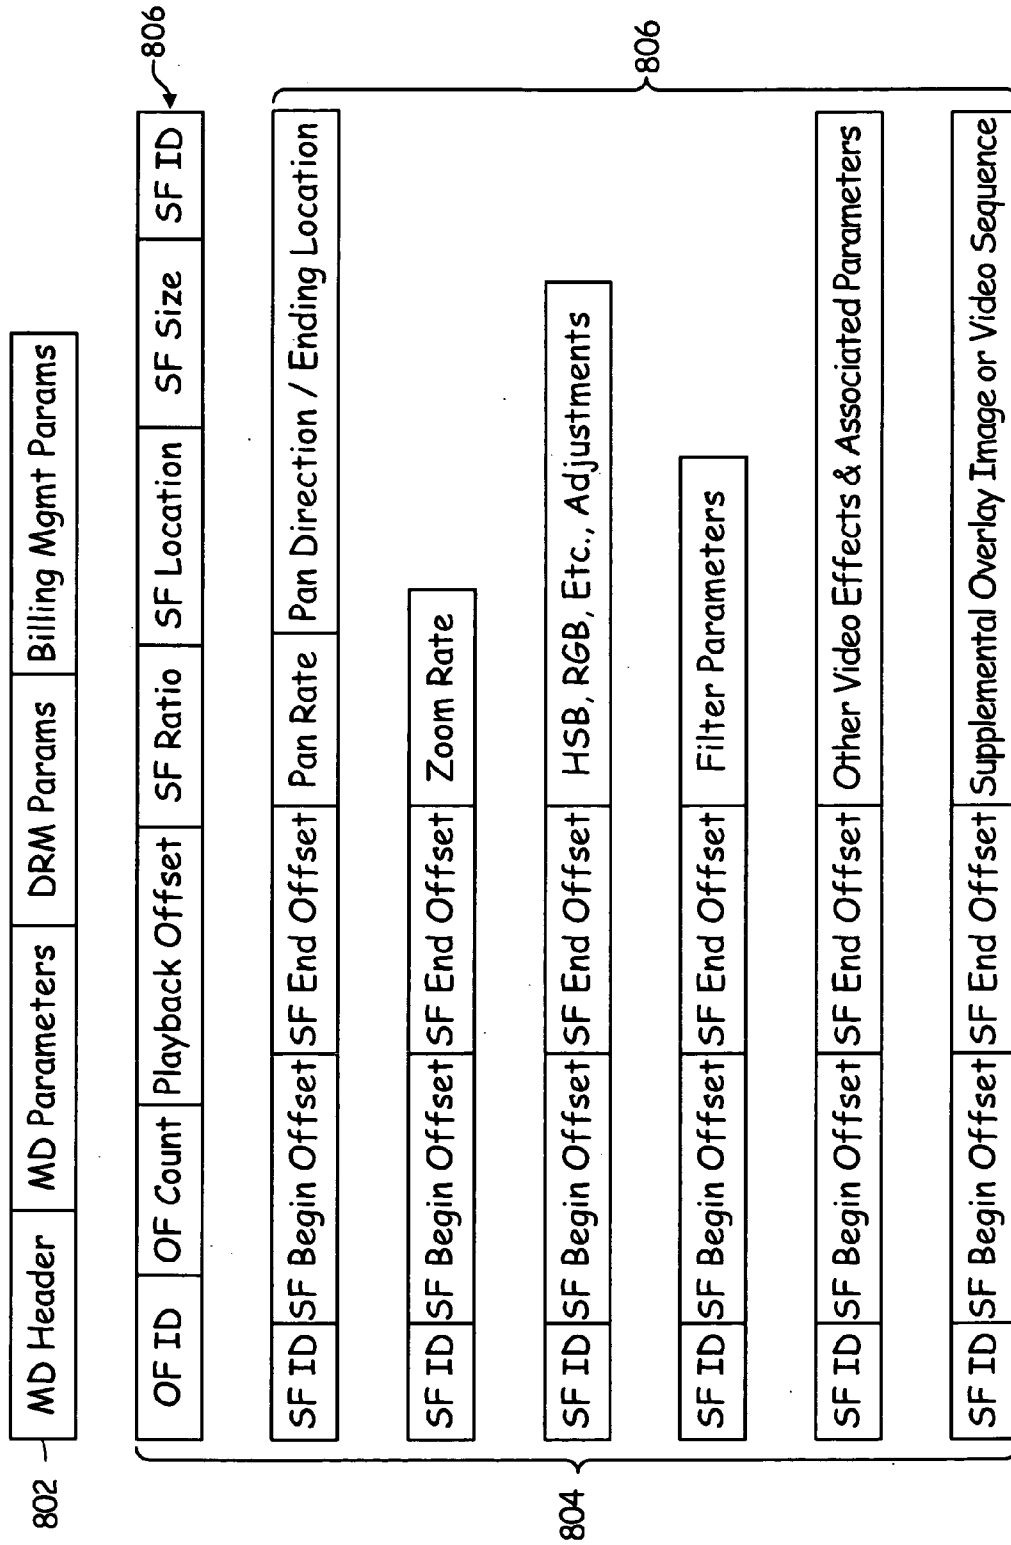 802 MD Header MD Parameters DRM Params Billing Mgmt Params
OF ID OF Count Playback Offset SF Ratio SF Location SF Size SF ID 806
SF ID SF Begin Offset SF End Offset Pan Rate Pan Direction / Ending Location
SF ID SF Begin Offset SF End Offset Zoom Rate
804 SF ID SF Begin Offset SF End Offset HSB, RGB, Etc., Adjustments 806
SF ID SF Begin Offset SF End Offset Filter Parameters
SF ID SF Begin Offset SF End Offset Other Video Effects & Associated Parameters
SF ID SF Begin Offset SF End Offset Supplemental Overlay Image or Video Sequence